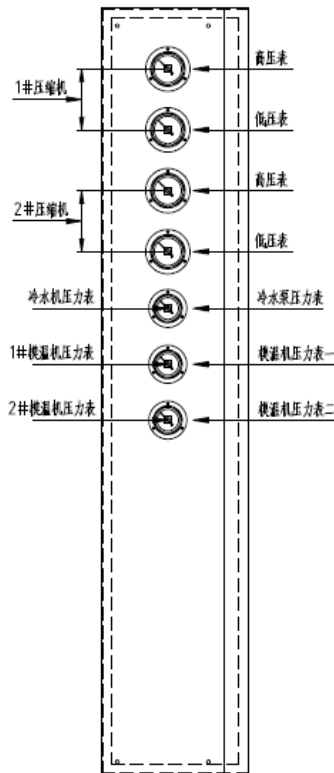 高压表
1#压缩机
低压表
高压表
2#压缩机
低压表
冷水机压力表
冷水泵压力表
1#模温机压力表
模温机压力表一
2#模温机压力表
模温机压力表二